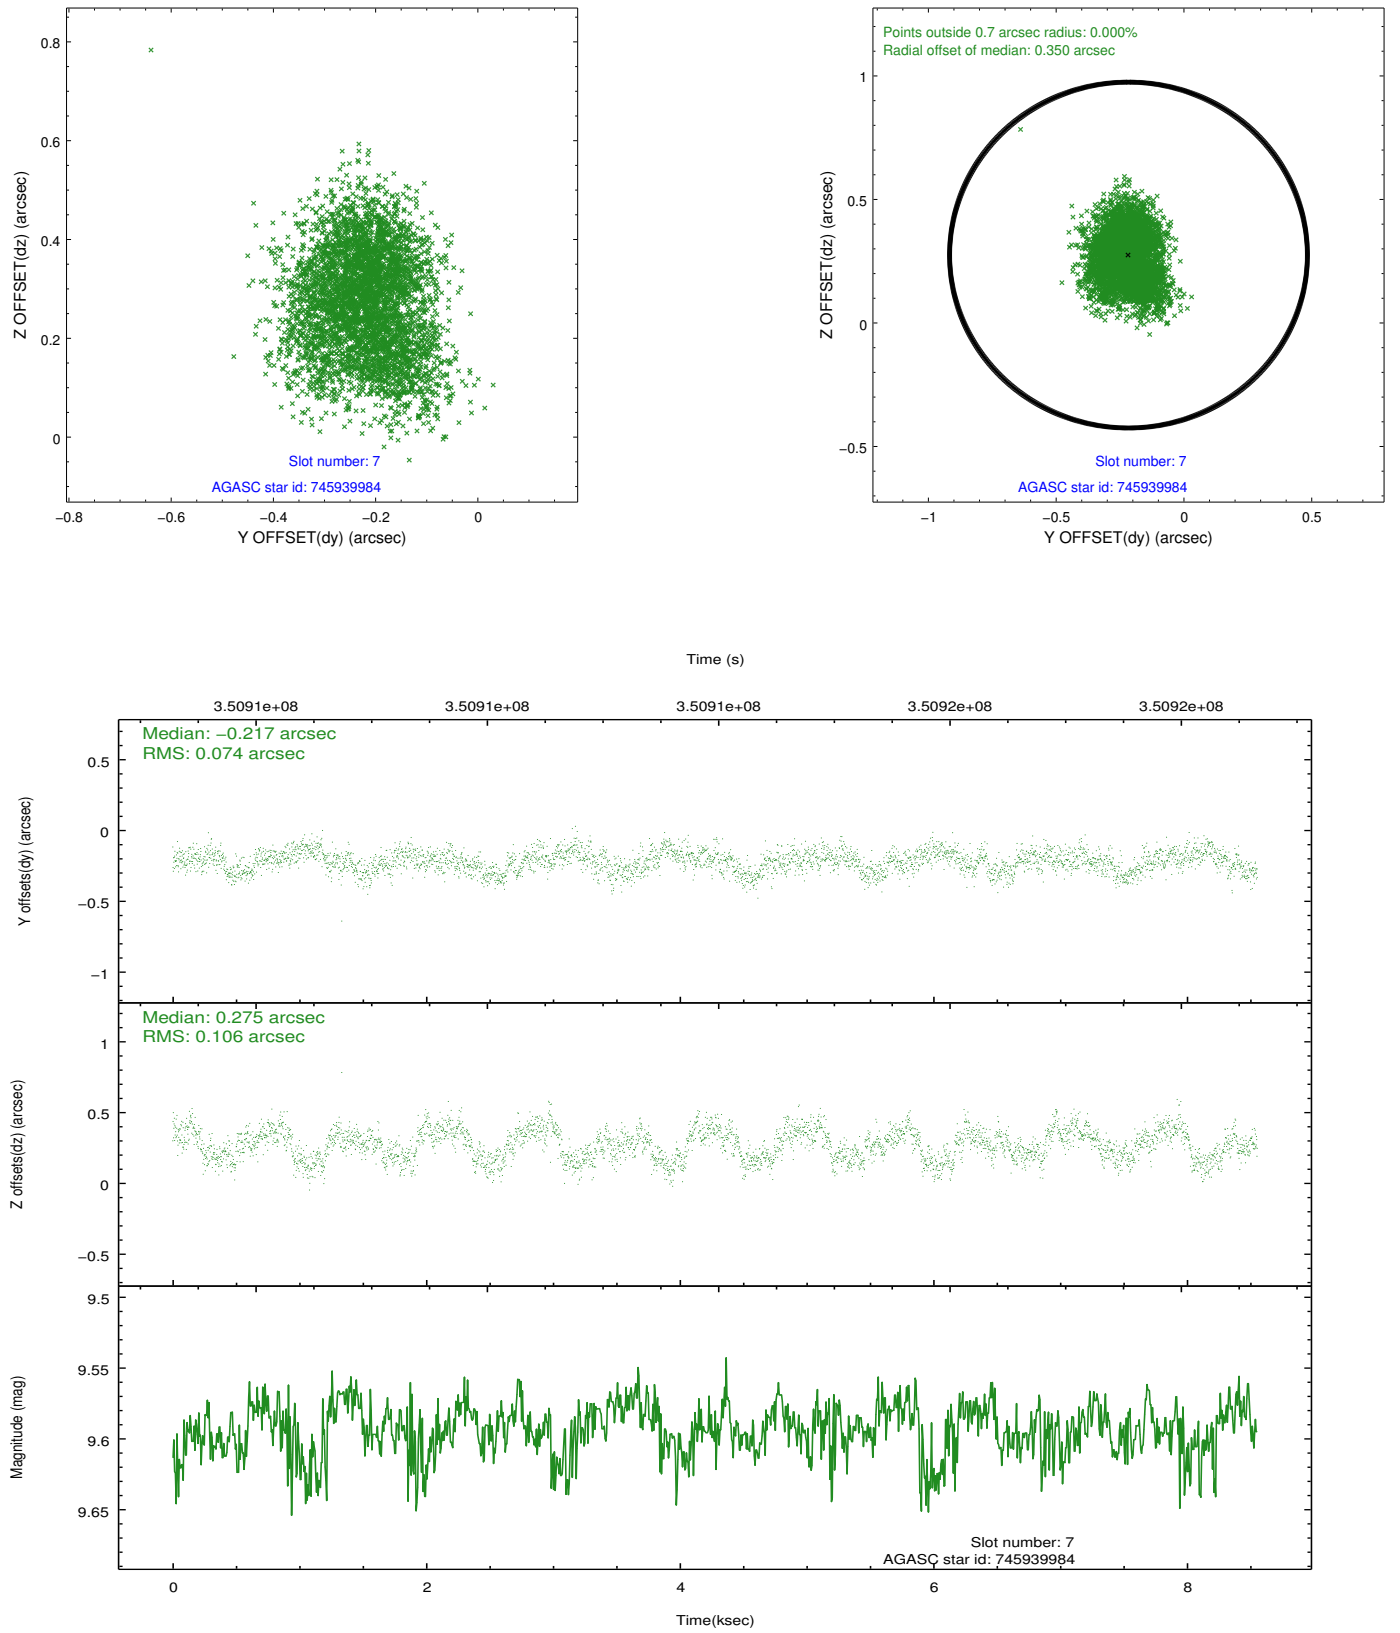 0.8
0.6
0.4
0.2
0
Z OFFSET(dz) (arcsec)
Slot number: 7
AGASC star id: 745939984
−0.8
−0.6
−0.4
−0.2
0
Y OFFSET(dy) (arcsec)
Points outside 0.7 arcsec radius: 0.000%
Radial offset of median: 0.350 arcsec
1
0.5
0
−0.5
Z OFFSET(dz) (arcsec)
Slot number: 7
AGASC star id: 745939984
−1
−0.5
0
0.5
Y OFFSET(dy) (arcsec)
Time (s)
3.5091e+08
3.5091e+08
3.5091e+08
3.5092e+08
3.5092e+08
Median: −0.217 arcsec
RMS: 0.074 arcsec
0.5
0
−0.5
−1
Y offsets(dy) (arcsec)
Median: 0.275 arcsec
RMS: 0.106 arcsec
1
0.5
0
−0.5
Z offsets(dz) (arcsec)
9.5
9.55
9.6
9.65
Magnitude (mag)
Slot number: 7
AGASC star id: 745939984
0
2
4
6
8
Time(ksec)